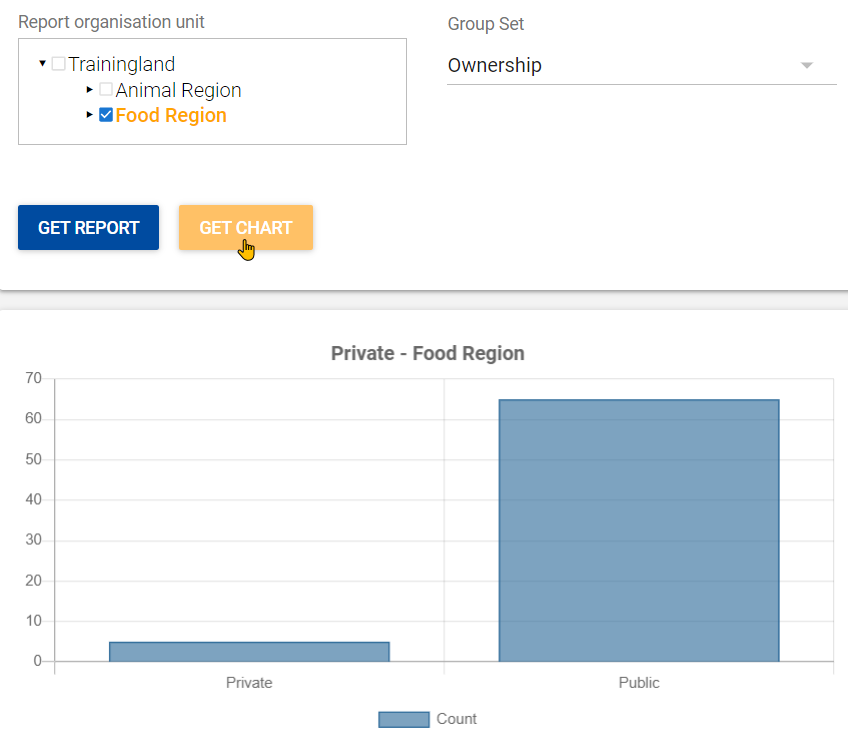 Report organisation unit
Group Set
Trainingland
Animal Region
Food Region
Ownership
GET REPORT
GET CHART
Private - Food Region
70
60
50
40
30
20
10
0
Private
Public
Count